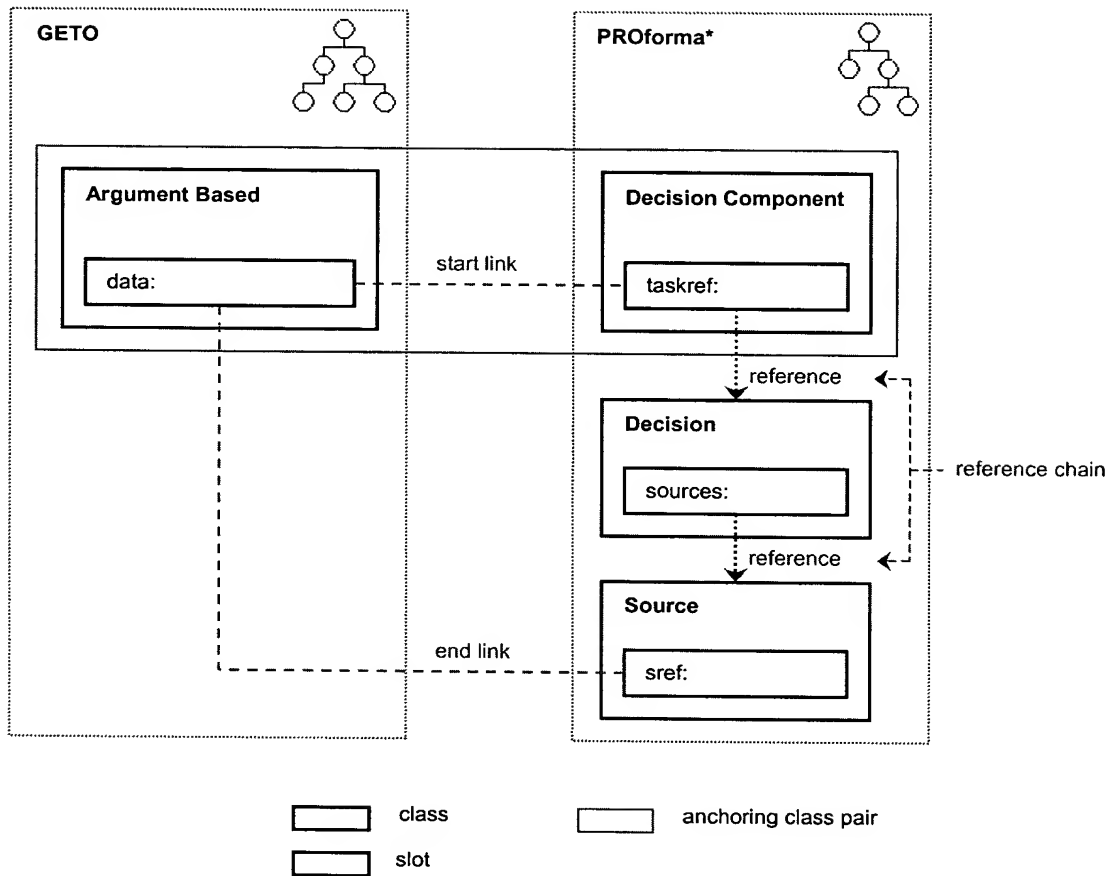 GETO
PROforma*
Argument Based
Decision Component
data:
start link
taskref:
reference
Decision
sources:
reference chain
reference
Source
end link
sref:
class
anchoring class pair
slot